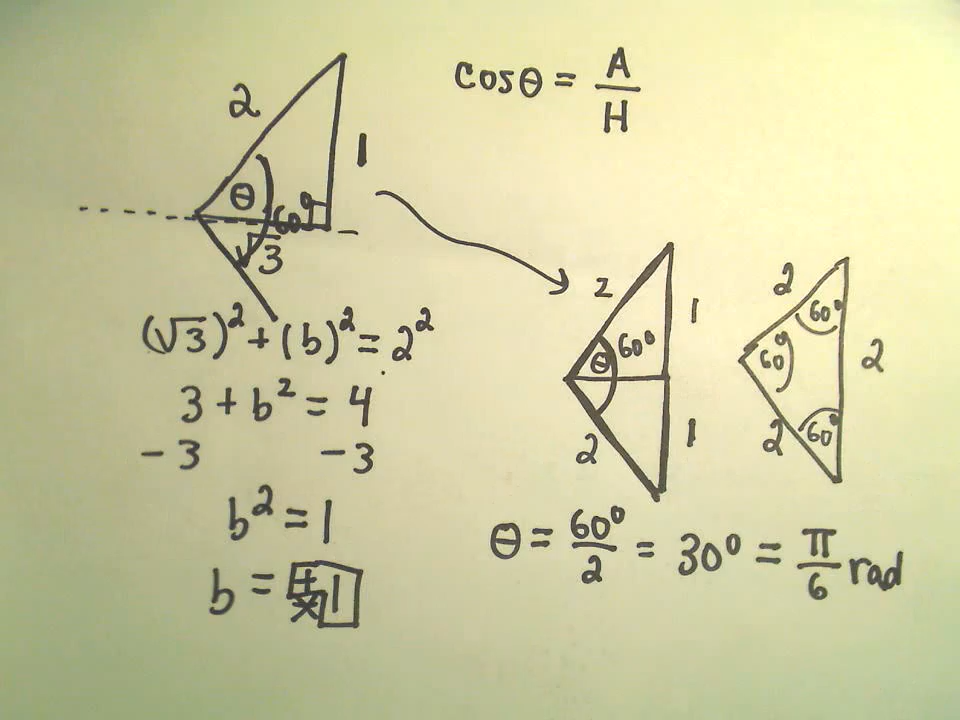 cosθ = A/H
2
1
θ
60°
√3
(√3)² + (b)² = 2²
3 + b² = 4
-3 -3
b² = 1
b = ±1
2
1
θ 60°
2
1
2
60°
60°
2
2
60°
θ = 60°/2 = 30° = π/6 rad